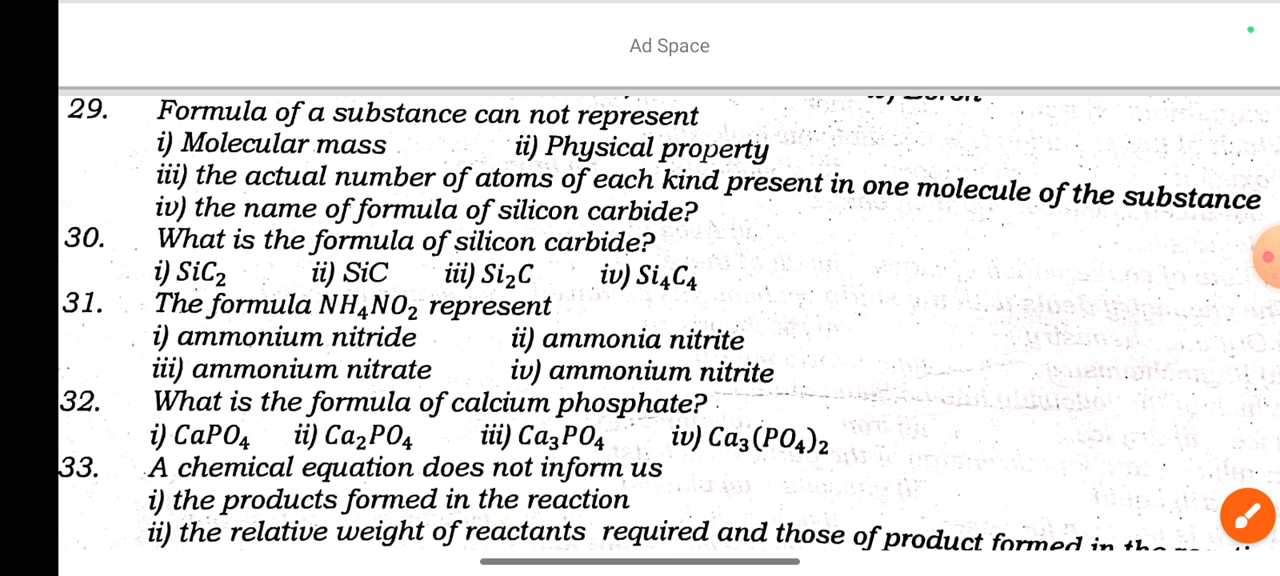 Ad Space
29. Formula of a substance can not represent
i) Molecular mass ii) Physical property
iii) the actual number of atoms of each kind present in one molecule of the substance
iv) the name of formula of silicon carbide?
30. What is the formula of silicon carbide?
i) SiC₂ ii) SiC iii) Si₂C iv) Si₄C₄
31. The formula NH₄NO₂ represent
i) ammonium nitride ii) ammonia nitrite
iii) ammonium nitrate iv) ammonium nitrite
32. What is the formula of calcium phosphate?
i) CaPO₄ ii) Ca₂PO₄ iii) Ca₃PO₄ iv) Ca₃(PO₄)₂
33. A chemical equation does not inform us
i) the products formed in the reaction
ii) the relative weight of reactants required and those of product formed in